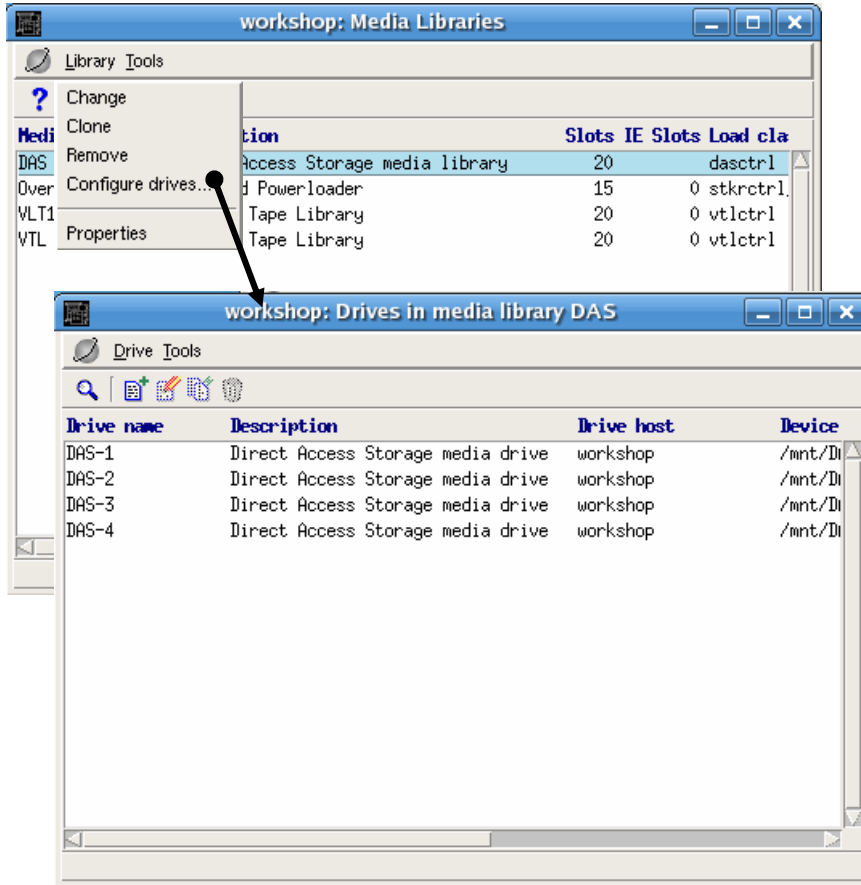 workshop: Media Libraries
Library Tools
?
Change
Clone
Remove
Configure drives...
Properties
Medi tion Slots IE Slots Load cla
DAS Access Storage media library 20 dasctrl
Over d Powerloader 15 0 stkrctrl
VLT1 Tape Library 20 0 vtlctrl
VTL Tape Library 20 0 vtlctrl
workshop: Drives in media library DAS
Drive Tools
Drive name Description Drive host Device
DAS-1 Direct Access Storage media drive workshop /mnt/D
DAS-2 Direct Access Storage media drive workshop /mnt/D
DAS-3 Direct Access Storage media drive workshop /mnt/D
DAS-4 Direct Access Storage media drive workshop /mnt/D